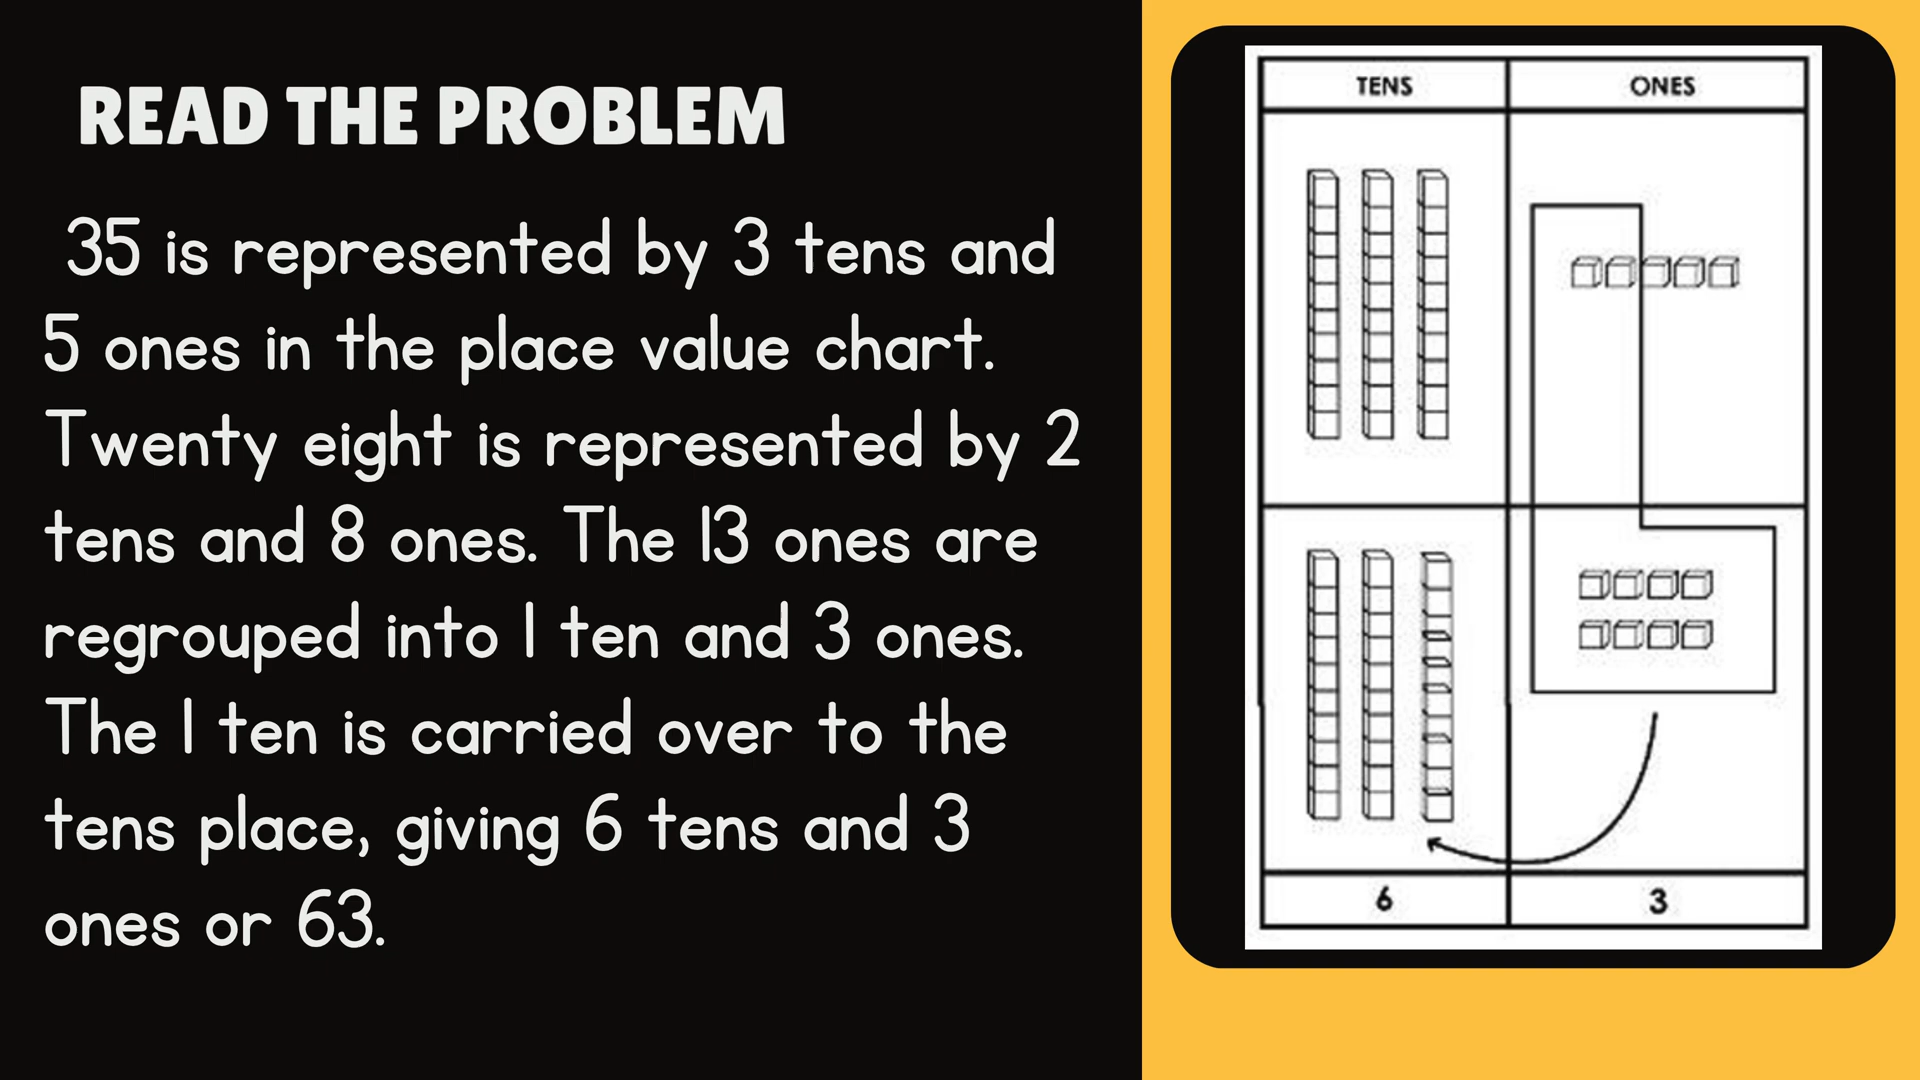 READ THE PROBLEM
35 is represented by 3 tens and
5 ones in the place value chart.
Twenty eight is represented by 2
tens and 8 ones. The 13 ones are
regrouped into 1 ten and 3 ones.
The 1 ten is carried over to the
tens place, giving 6 tens and 3
ones or 63.
TENS ONES
6 3